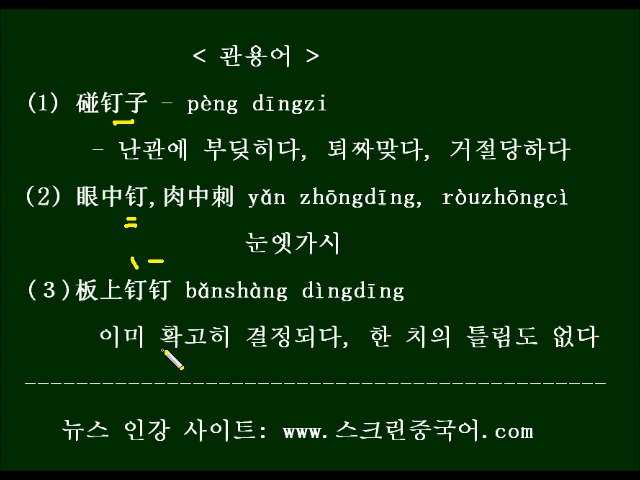 < 관용어 >
(1) 碰钉子 - pèng dīngzi
- 난관에 부딪히다, 퇴짜맞다, 거절당하다
(2) 眼中钉,肉中刺 yǎn zhōngdīng, ròuzhōngcì
눈엣가시
(3)板上钉钉 bǎnshàng dìngdīng
이미 확고히 결정되다, 한 치의 틀림도 없다
뉴스 인강 사이트: www.스크린중국어.com